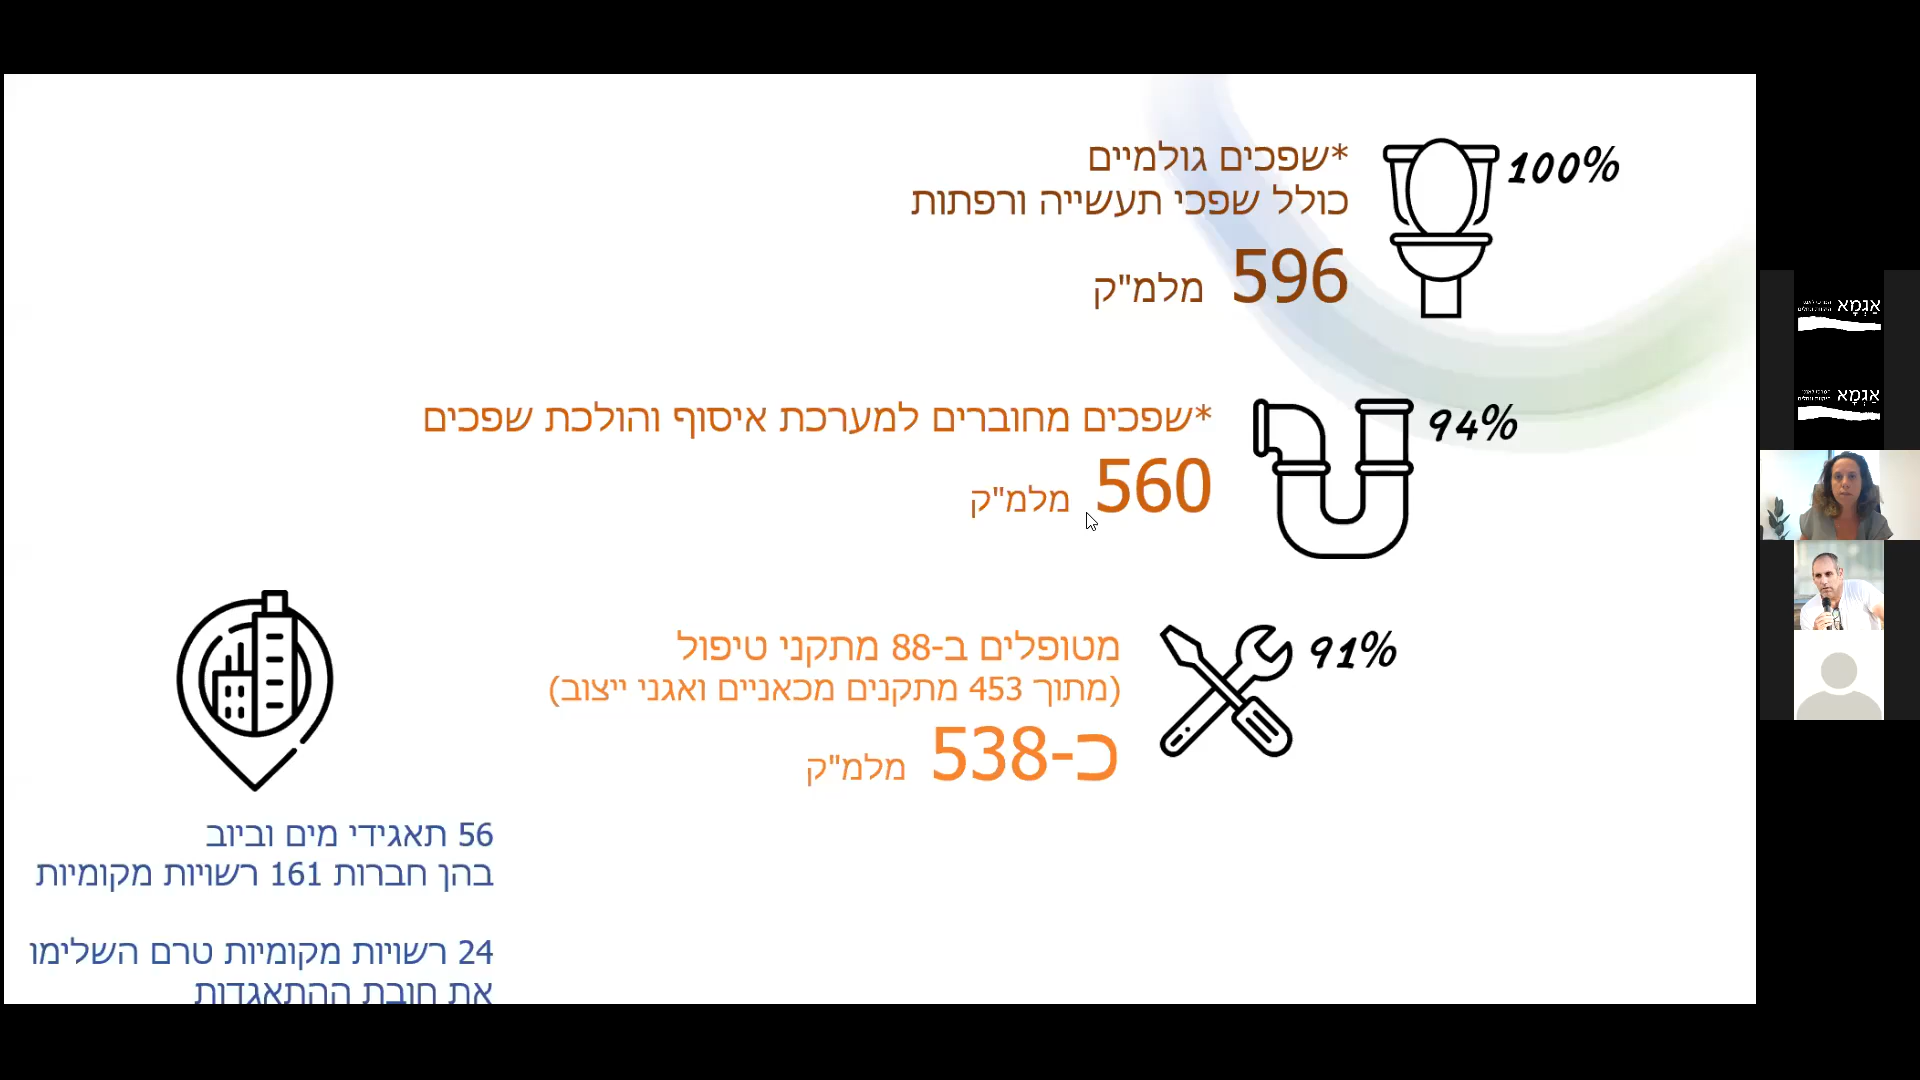 100%
*שפכים גולמיים
כולל שפכי תעשייה ורפתות
596 מלמ"ק
94%
*שפכים מחוברים למערכת איסוף והולכת שפכים
560 מלמ"ק
91%
מטופלים ב-88 מתקני טיפול
(מתוך 453 מתקנים מכאניים ואגני ייצוב)
כ-538 מלמ"ק
56 תאגידי מים וביוב
בהן חברות 161 רשויות מקומיות
24 רשויות מקומיות טרם השלימו
את חובת ההתאגדות
אַגְמָא
אַגְמָא